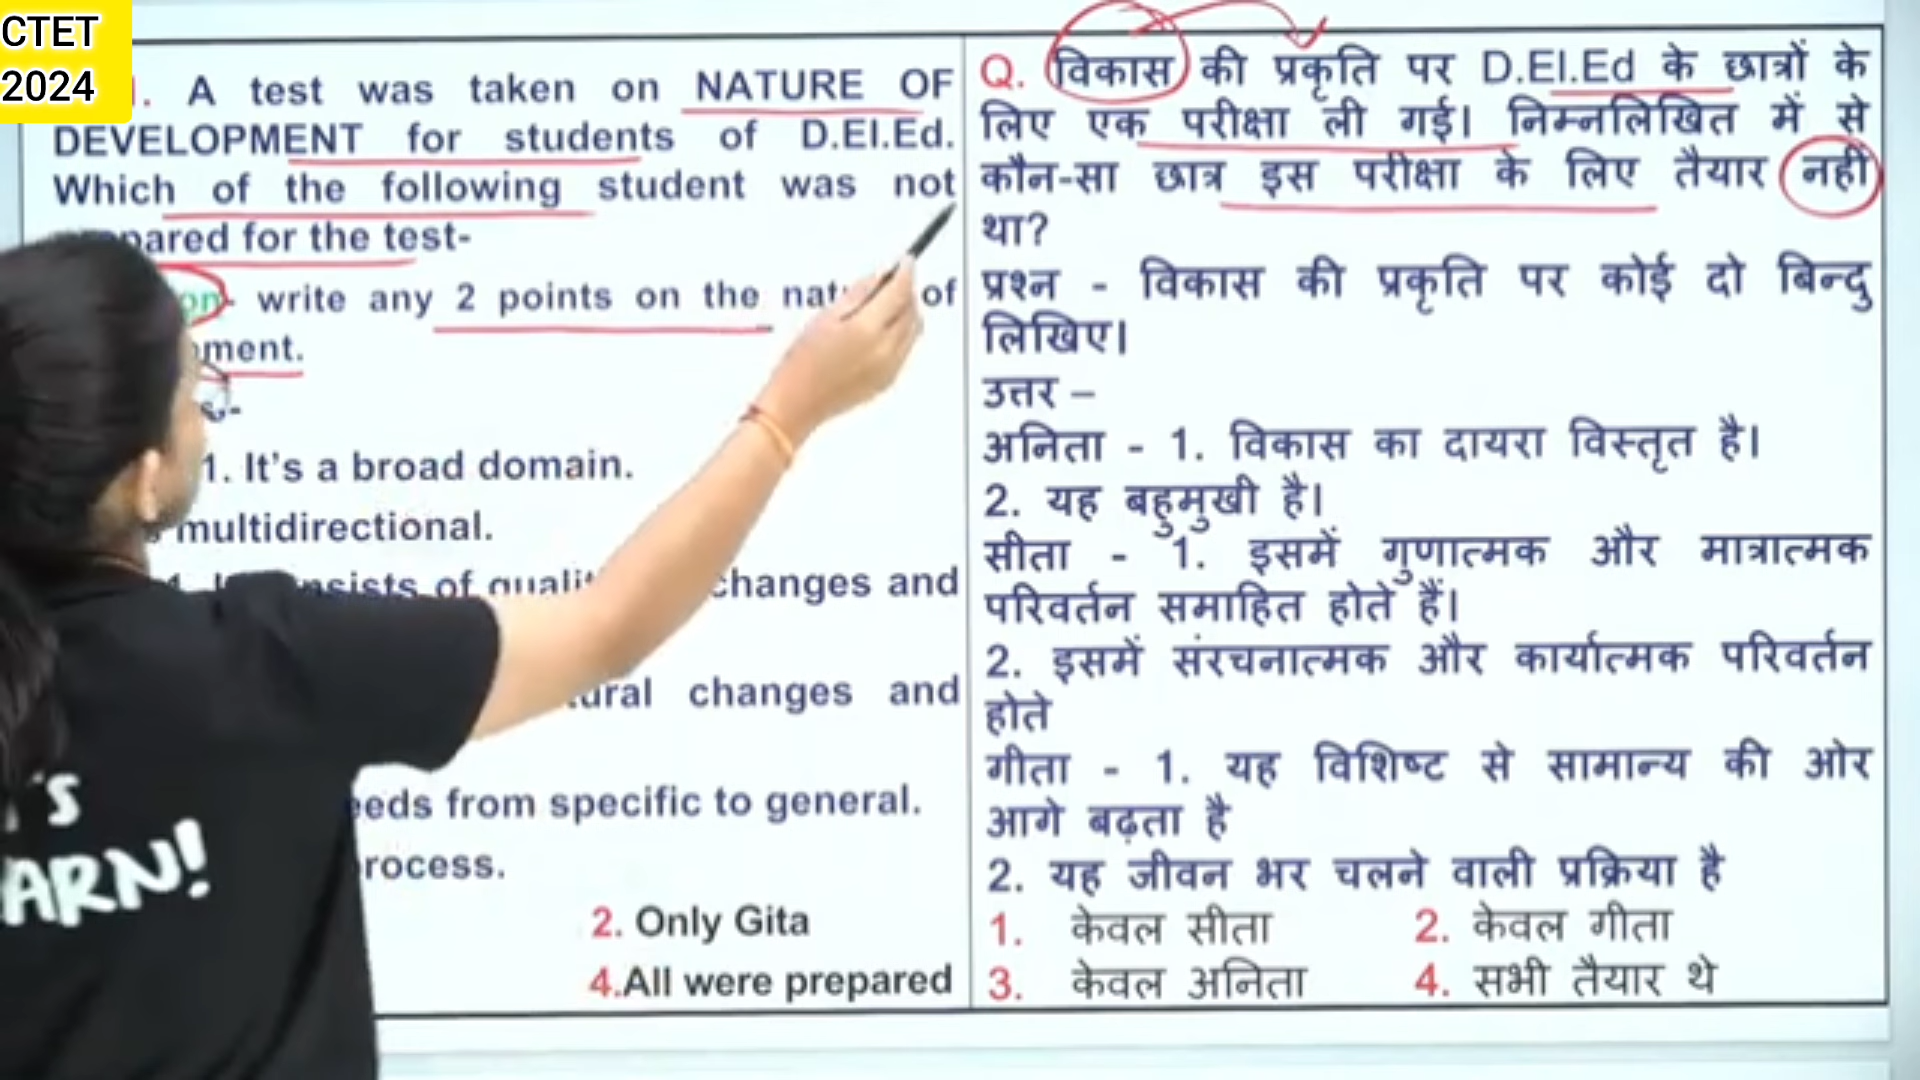 CTET
2024
. A test was taken on NATURE OF
DEVELOPMENT for students of D.El.Ed.
Which of the following student was not
pared for the test-
on- write any 2 points on the nat of
ment.
1. It's a broad domain.
multidirectional.
changes and
ural changes and
eeds from specific to general.
rocess.
2. Only Gita
4.All were prepared
Q. विकास की प्रकृति पर D.El.Ed के छात्रों के
लिए एक परीक्षा ली गई। निम्नलिखित में से
कौन-सा छात्र इस परीक्षा के लिए तैयार नही
था?
प्रश्न - विकास की प्रकृति पर कोई दो बिन्दु
लिखिए।
उत्तर –
अनिता - 1. विकास का दायरा विस्तृत है।
2. यह बहुमुखी है।
सीता - 1. इसमें गुणात्मक और मात्रात्मक
परिवर्तन समाहित होते हैं।
2. इसमें संरचनात्मक और कार्यात्मक परिवर्तन
होते
गीता - 1. यह विशिष्ट से सामान्य की ओर
आगे बढ़ता है
2. यह जीवन भर चलने वाली प्रक्रिया है
1. केवल सीता 2. केवल गीता
3. केवल अनिता 4. सभी तैयार थे
'S
ARN!